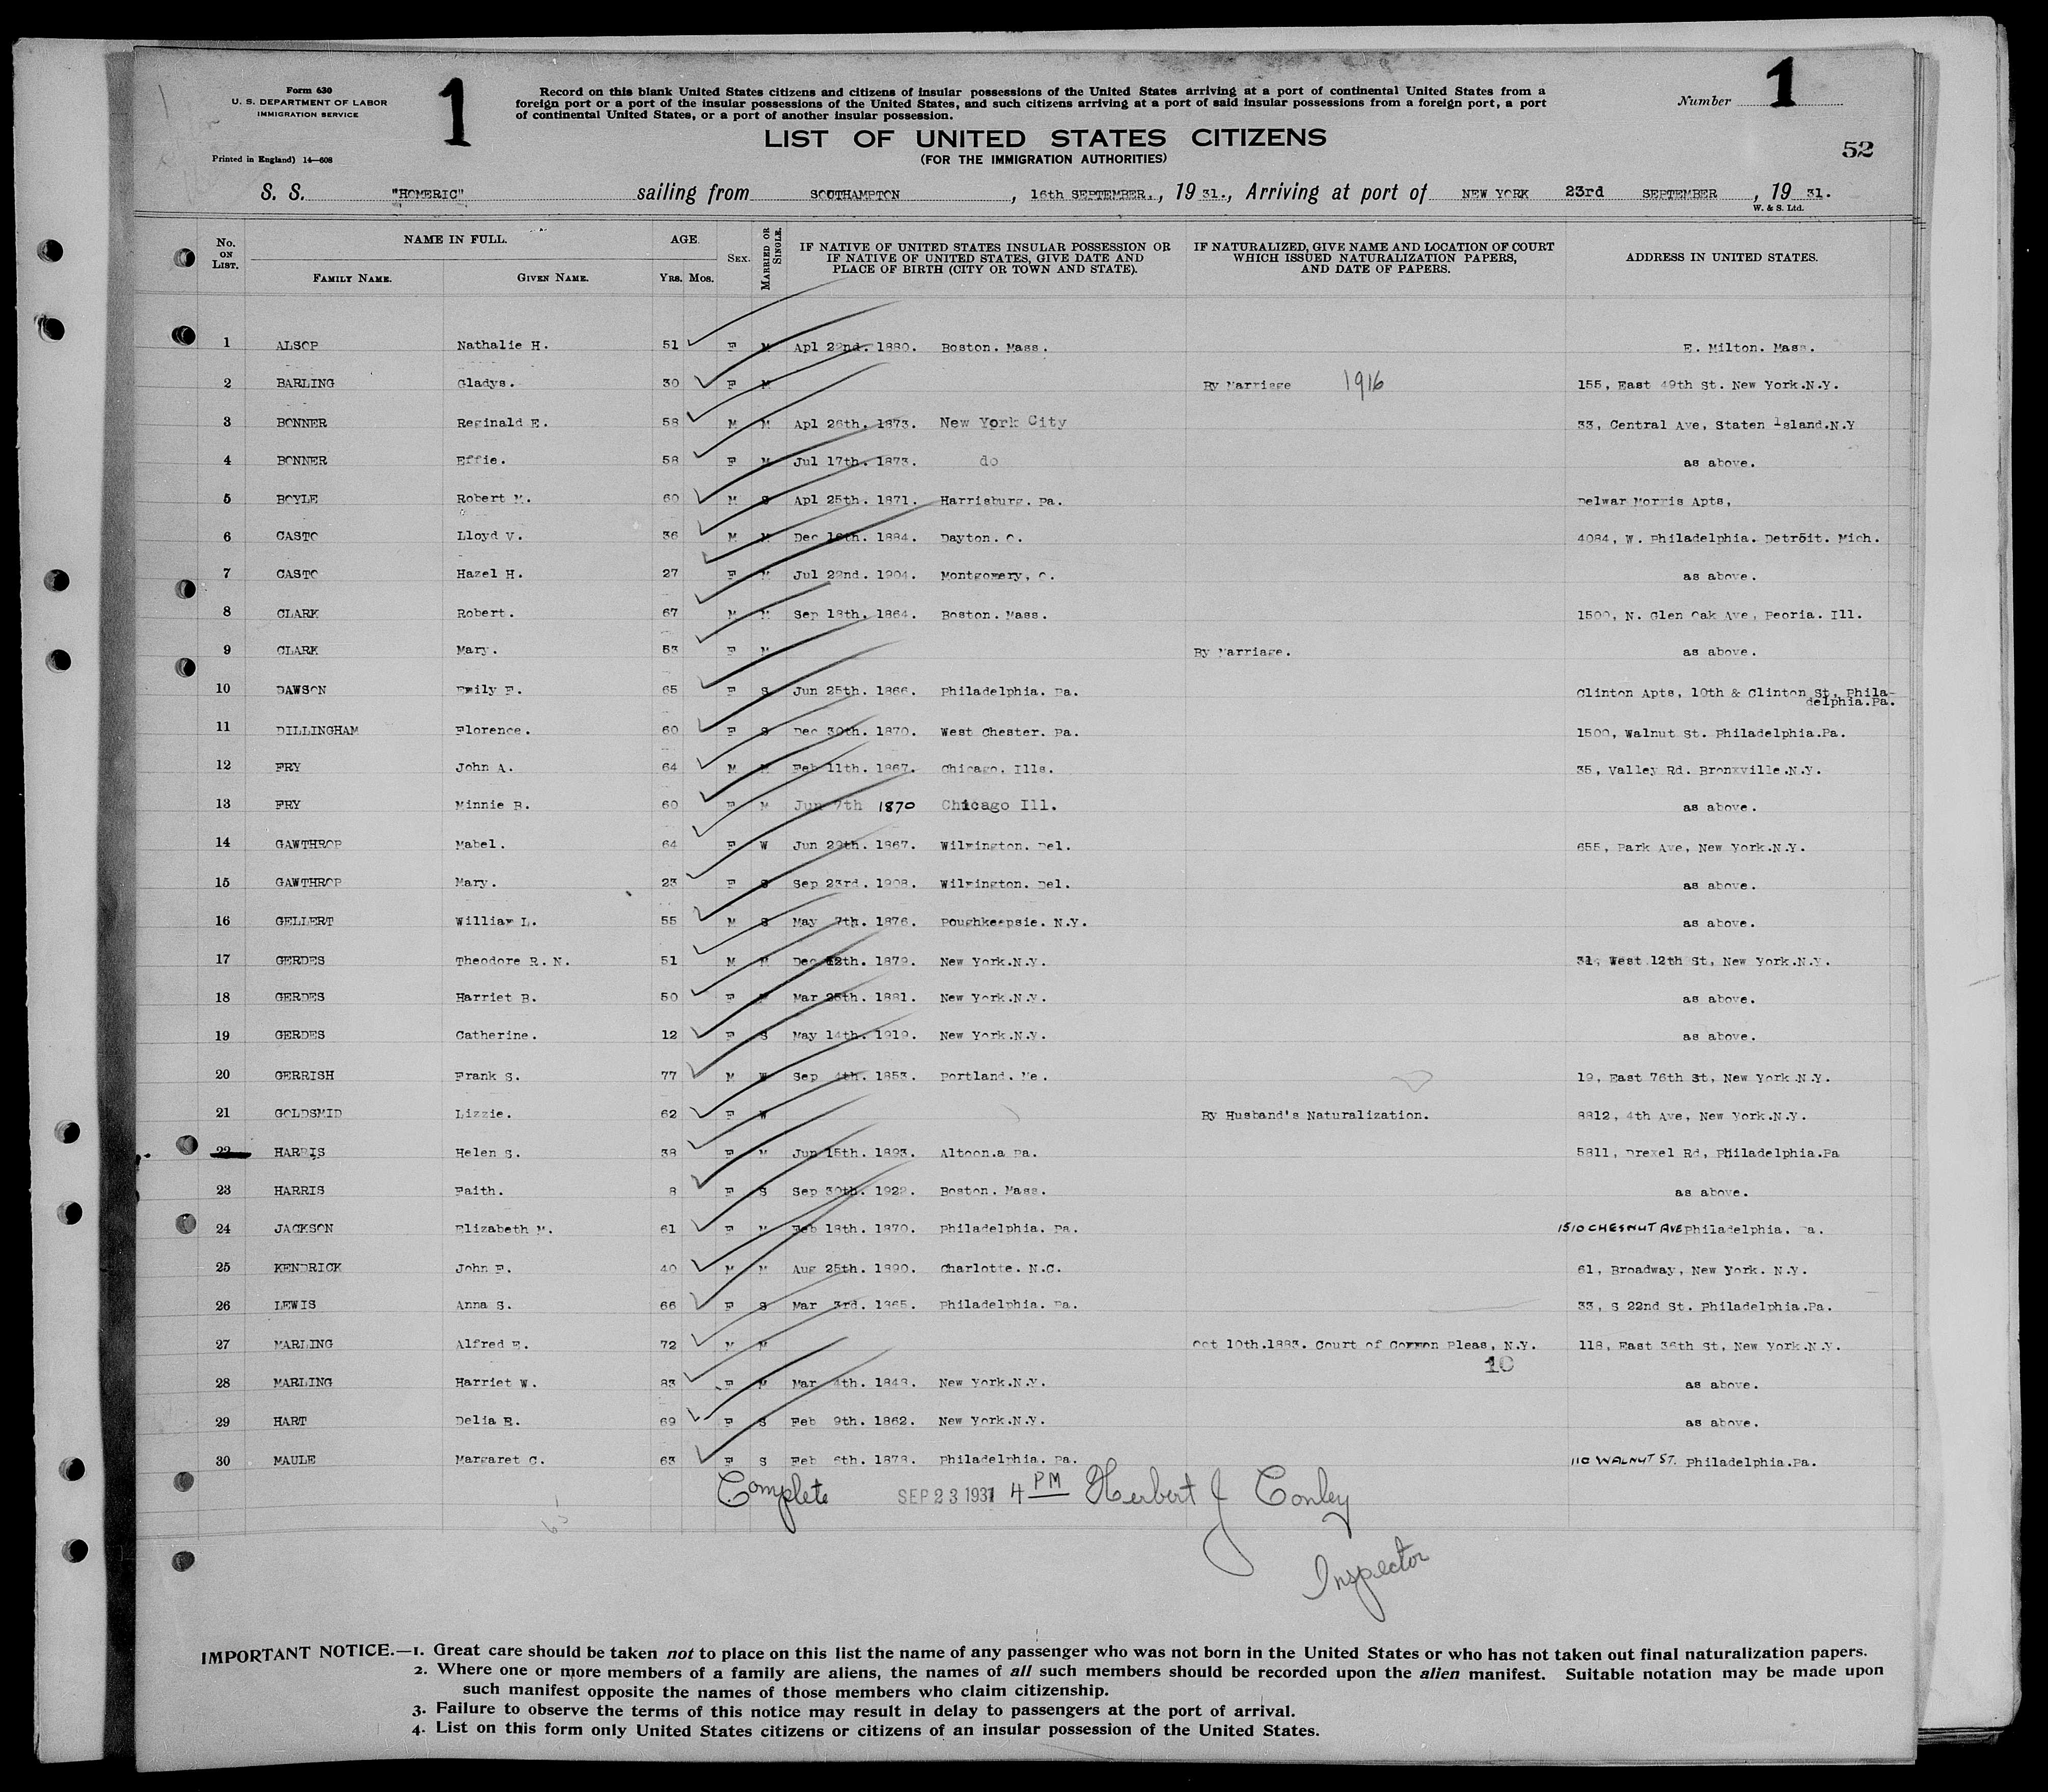 Form 630
U. S. DEPARTMENT OF LABOR
IMMIGRATION SERVICE
Printed in England) 14—608
1
Record on this blank United States citizens and citizens of insular possessions of the United States arriving at a port of continental United States from a
foreign port or a port of the insular possessions of the United States, and such citizens arriving at a port of said insular possessions from a foreign port, a port
of continental United States, or a port of another insular possession.
Number 1
LIST OF UNITED STATES CITIZENS
(FOR THE IMMIGRATION AUTHORITIES)
52
S. S. "HOMERIC" sailing from SOUTHAMPTON, 16th SEPTEMBER, 1931., Arriving at port of NEW YORK 23rd SEPTEMBER, 1931.
W. & S. Ltd.
No. ON LIST. NAME IN FULL. FAMILY NAME. GIVEN NAME. AGE. YRS. MOS. SEX. MARRIED OR SINGLE. IF NATIVE OF UNITED STATES INSULAR POSSESSION OR IF NATIVE OF UNITED STATES, GIVE DATE AND PLACE OF BIRTH (CITY OR TOWN AND STATE). IF NATURALIZED, GIVE NAME AND LOCATION OF COURT WHICH ISSUED NATURALIZATION PAPERS, AND DATE OF PAPERS. ADDRESS IN UNITED STATES.
1 ALSOP Nathalie H. 51 F M Apl 22nd. 1880. Boston. Mass. E. Milton. Mass.
2 BARLING Gladys. 30 F M By Marriage 1916 155, East 49th St. New York.N.Y.
3 BONNER Reginald E. 58 M M Apl 26th. 1873. New York City 33, Central Ave, Staten Island.N.Y
4 BONNER Effie. 58 F M Jul 17th. 1873. do as above.
5 BOYLE Robert M. 60 M S Apl 25th. 1871. Harrisburg. Pa. Delwar Morris Apts,
6 CASTO Lloyd V. 36 M M Dec 16th. 1884. Dayton. O. 4084, W. Philadelphia. Detroit. Mich.
7 CASTO Hazel H. 27 F M Jul 22nd. 1904. Montgomery, O. as above.
8 CLARK Robert. 67 M M Sep 18th. 1864. Boston. Mass. 1500, N. Glen Oak Ave, Peoria. Ill.
9 CLARK Mary. 53 F M By Marriage. as above.
10 DAWSON Emily F. 65 F S Jun 25th. 1866. Philadelphia. Pa. Clinton Apts, 10th & Clinton St, Phila-
delphia.Pa.
11 DILLINGHAM Florence. 60 F S Dec 30th. 1870. West Chester. Pa. 1500, Walnut St. Philadelphia.Pa.
12 FRY John A. 64 M M Feb 11th. 1867. Chicago. Ills. 35, Valley Rd. Bronxville.N.Y.
13 FRY Minnie B. 60 F M Jun 7th 1870 Chicago Ill. as above.
14 GAWTHROP Mabel. 64 F W Jun 29th. 1867. Wilmington. Del. 655, Park Ave, New York.N.Y.
15 GAWTHROP Mary. 23 F S Sep 23rd. 1908. Wilmington. Del. as above.
16 GELLERT William L. 55 M S May 7th. 1876. Poughkeepsie. N.Y. as above.
17 GERDES Theodore R. N. 51 M M Dec 12th. 1879. New York.N.Y. 31, West 12th St, New York.N.Y.
18 GERDES Harriet B. 50 F M Mar 25th. 1881. New York.N.Y. as above.
19 GERDES Catherine. 12 F S May 14th. 1919. New York.N.Y. as above.
20 GERRISH Frank S. 77 M W Sep 4th. 1853. Portland. Me. 19, East 76th St, New York.N.Y.
21 GOLDSMID Lizzie. 62 F W By Husband's Naturalization. 8812, 4th Ave, New York.N.Y.
22 HARRIS Helen S. 38 F M Jun 15th. 1893. Altoon.a Pa. 5811, Drexel Rd, Philadelphia.Pa
23 HARRIS Faith. 8 F S Sep 30th. 1922. Boston. Mass. as above.
24 JACKSON Elizabeth M. 61 F M Feb 18th. 1870. Philadelphia. Pa. 1510 CHESNUT AVE Philadelphia. Pa.
25 KENDRICK John F. 40 M M Aug 25th. 1890. Charlotte. N.C. 61, Broadway, New York. N.Y.
26 LEWIS Anna S. 66 F S Mar 3rd. 1865. Philadelphia. Pa. 33, S 22nd St. Philadelphia.Pa.
27 MARLING Alfred E. 72 M M Oct 10th.1883. Court of Common Pleas, N.Y. 118, East 36th St, New York.N.Y.
10
28 MARLING Harriet W. 83 F M Mar 4th. 1848. New York.N.Y. as above.
29 HART Delia E. 69 F S Feb 9th. 1862. New York.N.Y. as above.
30 MAULE Margaret C. 63 F S Feb 6th. 1878. Philadelphia. Pa. 110 WALNUT ST. Philadelphia.Pa.
Complete SEP 23 1931 4 PM Herbert J Conley
Inspector
IMPORTANT NOTICE.—1. Great care should be taken not to place on this list the name of any passenger who was not born in the United States or who has not taken out final naturalization papers.
2. Where one or more members of a family are aliens, the names of all such members should be recorded upon the alien manifest. Suitable notation may be made upon
such manifest opposite the names of those members who claim citizenship.
3. Failure to observe the terms of this notice may result in delay to passengers at the port of arrival.
4. List on this form only United States citizens or citizens of an insular possession of the United States.